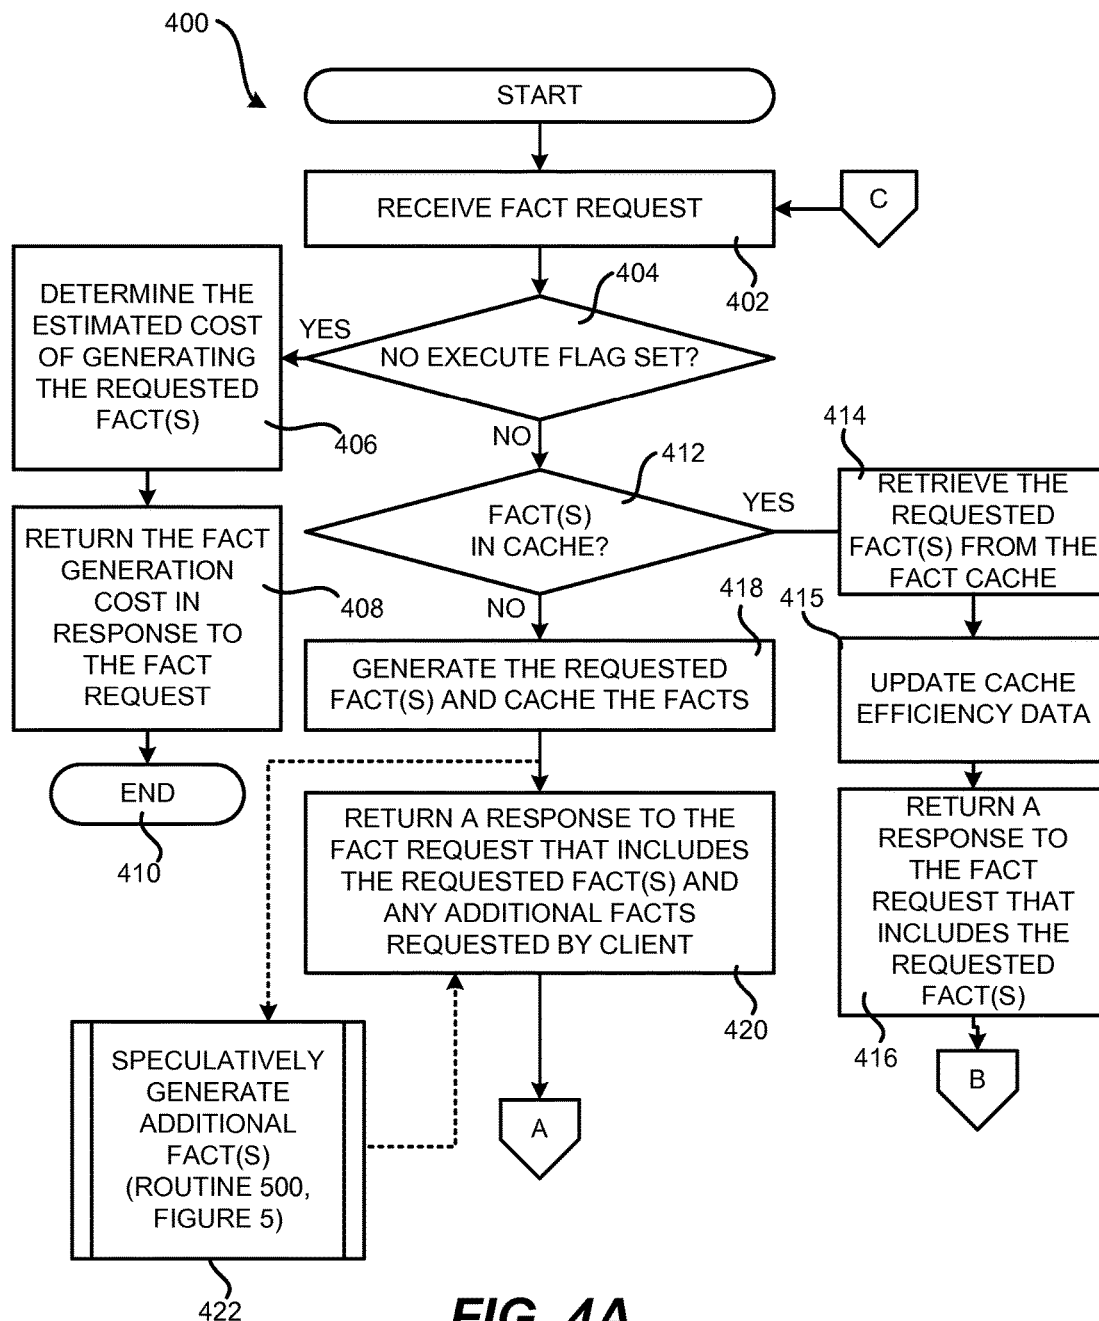 400
START
RECEIVE FACT REQUEST
C
402
404
NO EXECUTE FLAG SET?
YES
NO
DETERMINE THE
ESTIMATED COST
OF GENERATING
THE REQUESTED
FACT(S)
406
RETURN THE FACT
GENERATION
COST IN
RESPONSE TO
THE FACT
REQUEST
408
END
410
412
FACT(S)
IN CACHE?
YES
NO
414
RETRIEVE THE
REQUESTED
FACT(S) FROM THE
FACT CACHE
415
UPDATE CACHE
EFFICIENCY DATA
RETURN A
RESPONSE TO
THE FACT
REQUEST THAT
INCLUDES THE
REQUESTED
FACT(S)
416
B
418
GENERATE THE REQUESTED
FACT(S) AND CACHE THE FACTS
RETURN A RESPONSE TO THE
FACT REQUEST THAT INCLUDES
THE REQUESTED FACT(S) AND
ANY ADDITIONAL FACTS
REQUESTED BY CLIENT
420
A
SPECULATIVELY
GENERATE
ADDITIONAL
FACT(S)
(ROUTINE 500,
FIGURE 5)
422
FIG. 4A